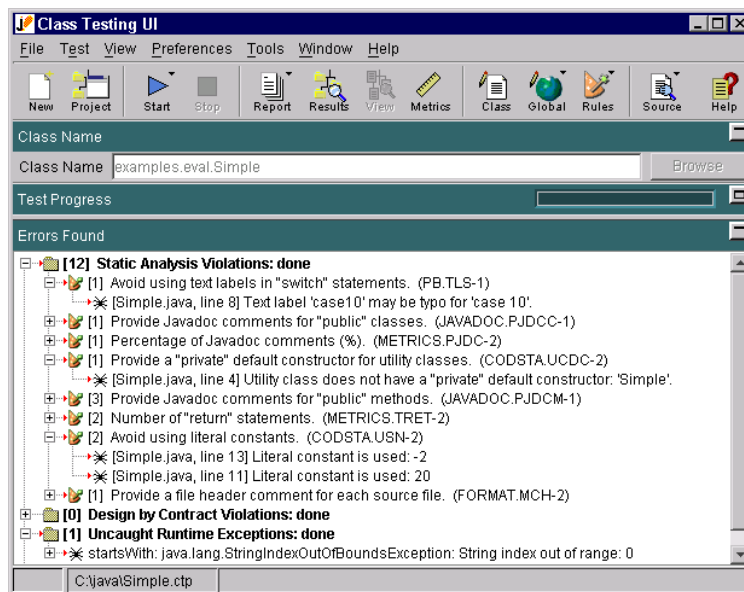 Class Testing UI
File Test View Preferences Tools Window Help
New Project Start Stop Report Results View Metrics Class Global Rules Source Help
Class Name
Class Name examples.eval.Simple Browse
Test Progress
Errors Found
[12] Static Analysis Violations: done
[1] Avoid using text labels in "switch" statements. (PB.TLS-1)
[Simple.java, line 8] Text label 'case10' may be typo for 'case 10'.
[1] Provide Javadoc comments for "public" classes. (JAVADOC.PJDCC-1)
[1] Percentage of Javadoc comments (%). (METRICS.PJDC-2)
[1] Provide a "private" default constructor for utility classes. (CODSTA.UCDC-2)
[Simple.java, line 4] Utility class does not have a "private" default constructor: 'Simple'.
[3] Provide Javadoc comments for "public" methods. (JAVADOC.PJDCM-1)
[2] Number of "return" statements. (METRICS.TRET-2)
[2] Avoid using literal constants. (CODSTA.USN-2)
[Simple.java, line 13] Literal constant is used: -2
[Simple.java, line 11] Literal constant is used: 20
[1] Provide a file header comment for each source file. (FORMAT.MCH-2)
[0] Design by Contract Violations: done
[1] Uncaught Runtime Exceptions: done
startsWith: java.lang.StringIndexOutOfBoundsException: String index out of range: 0
C:\java\Simple.ctp